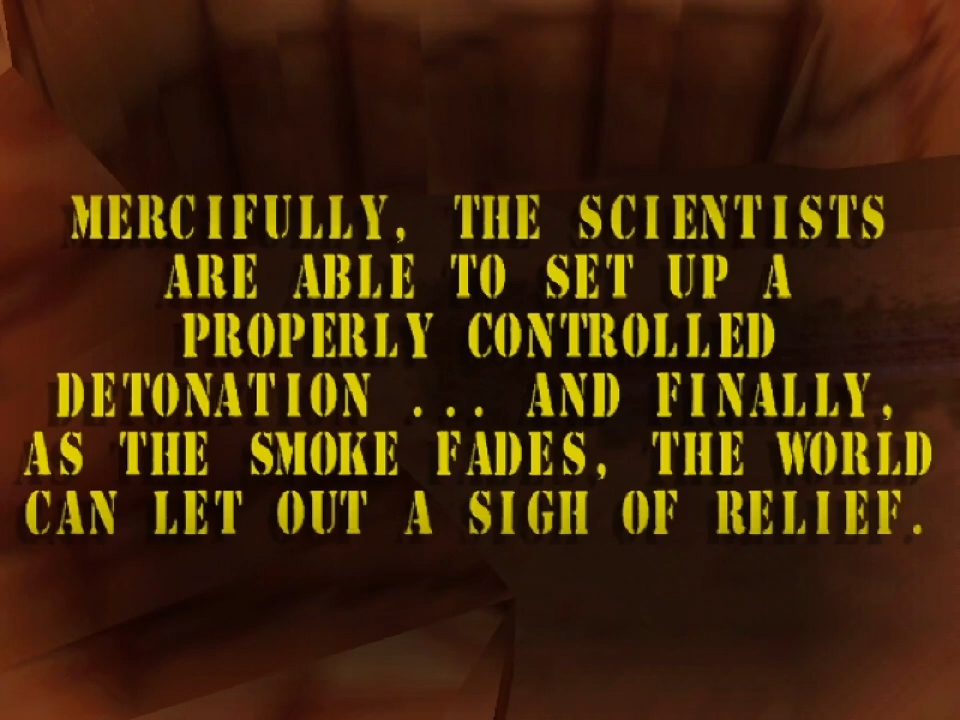 MERCIFULLY, THE SCIENTISTS
ARE ABLE TO SET UP A
PROPERLY CONTROLLED
DETONATION ... AND FINALLY,
AS THE SMOKE FADES, THE WORLD
CAN LET OUT A SIGH OF RELIEF.